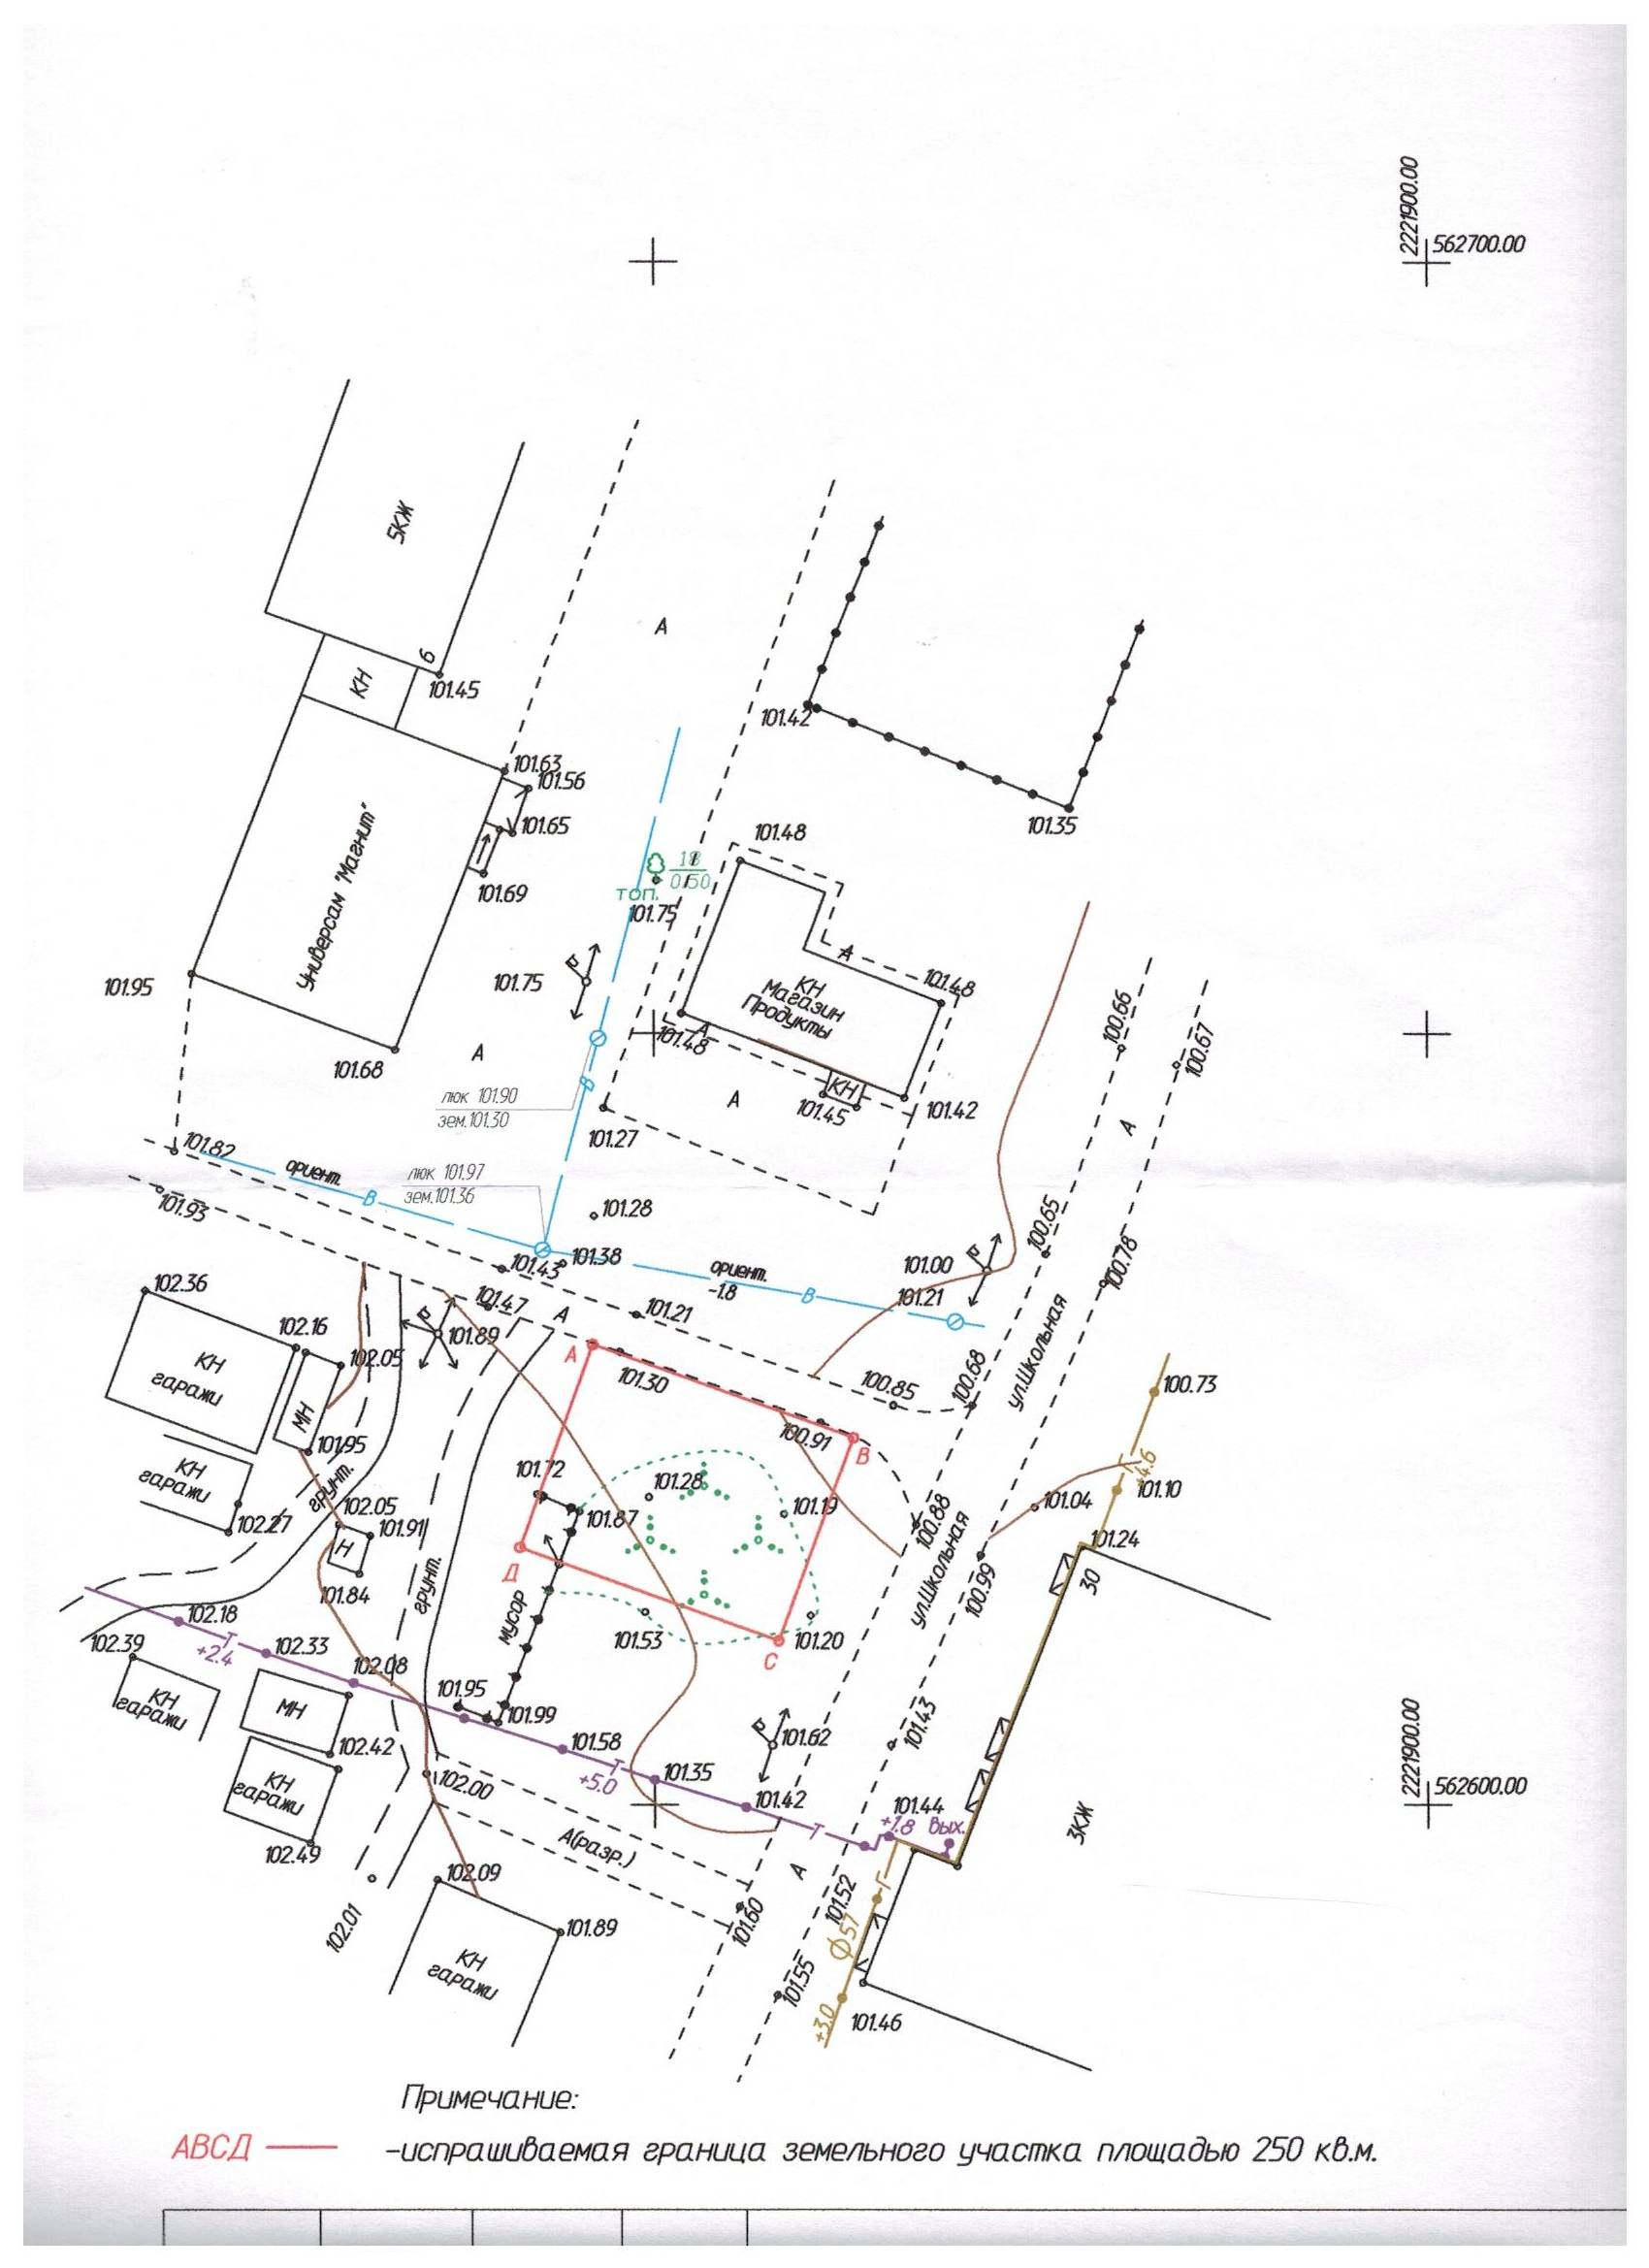 2221900.00
562700.00
5КЖ
А
6
КН
101.45
101.42
101.63
101.56
101.65
101.35
101.48
Универсам "Магнит"
18
0.50
топ.
101.69
101.75
А
101.48
101.95
101.75
КН
Магазин
Продукты
А
101.48
100.66
100.67
101.68
А
люк 101.90
зем.101.30
В
А
КН
101.45
101.42
101.27
А
101.82
ориент.
В
люк 101.97
зем.101.36
101.93
101.28
100.65
100.78
101.43
101.38
ориент.
-1.8
В
101.00
101.21
102.36
101.47
А
101.21
102.16
101.89
102.05
КН
гаражи
А
101.30
100.85
100.68
ул.Школьная
100.73
МН
100.91
В
101.95
КН
гаражи
грунт.
101.72
101.28
101.19
+4.6
101.10
102.05
101.04
102.27
101.91
101.87
100.88
101.24
Н
Д
ул.Школьная
100.99
30
101.84
грунт.
мусор
102.18
+2.4
102.33
102.39
101.53
101.20
С
102.08
КН
гаражи
МН
101.95
101.99
101.43
101.62
101.58
2221900.00
102.42
Т
101.35
562600.00
КН
гаражи
102.00
+5.0
101.42
101.44
+1.8 Вых.
Т
3КЖ
102.49
А(разр.)
102.09
А
101.52
Г
102.01
101.89
101.60
Ф57
КН
гаражи
101.55
+3.0
101.46
Примечание:
АВСД -испрашиваемая граница земельного участка площадью 250 кв.м.